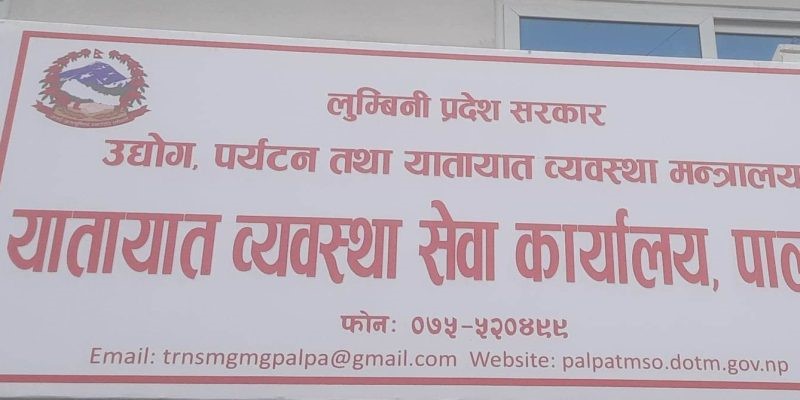 लुम्बिनी प्रदेश सरकार
उद्योग, पर्यटन तथा यातायात व्यवस्था मन्त्रालय
यातायात व्यवस्था सेवा कार्यालय,
फोन: ०७५-५२०४९९
Email: trnsmgmgpalpa@gmail.com Website: palpatmso.dotm.gov.np